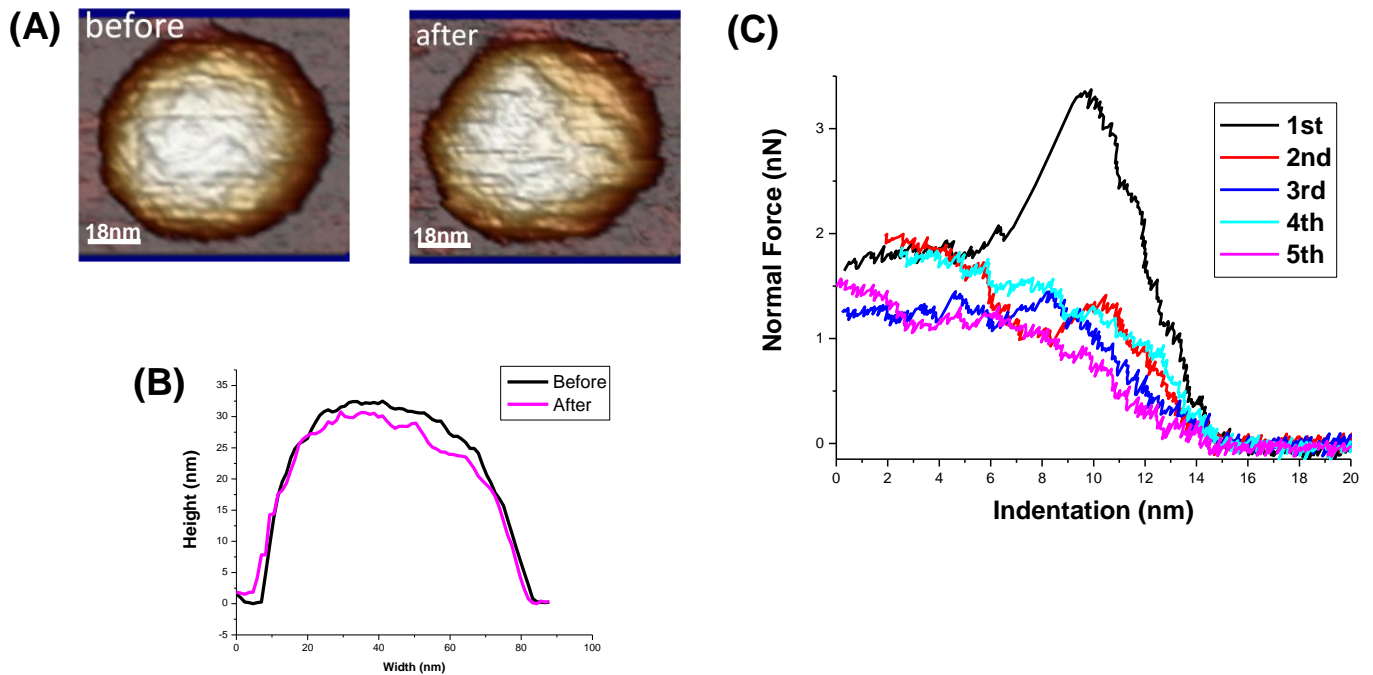 (A)
before
18nm
after
18nm
(B)
Height (nm)
35
30
25
20
15
10
5
0
-5
0 20 40 60 80 100
Width (nm)
Before
After
(C)
Normal Force (nm)
3
2
1
0
0 2 4 6 8 10 12 14 16 18 20
Indentation (nm)
1st
2nd
3rd
4th
5th